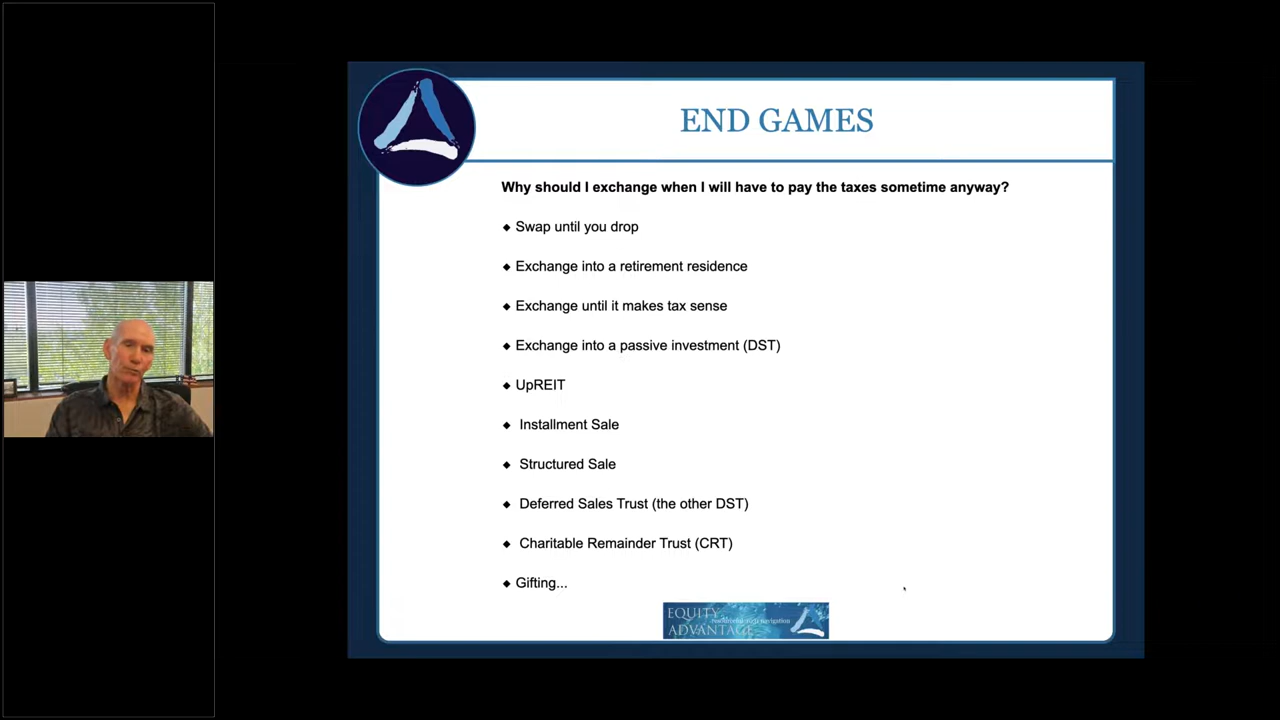 END GAMES
Why should I exchange when I will have to pay the taxes sometime anyway?
◆ Swap until you drop
◆ Exchange into a retirement residence
◆ Exchange until it makes tax sense
◆ Exchange into a passive investment (DST)
◆ UpREIT
◆ Installment Sale
◆ Structured Sale
◆ Deferred Sales Trust (the other DST)
◆ Charitable Remainder Trust (CRT)
◆ Gifting...
EQUITY
navigation
ADVANTAGE